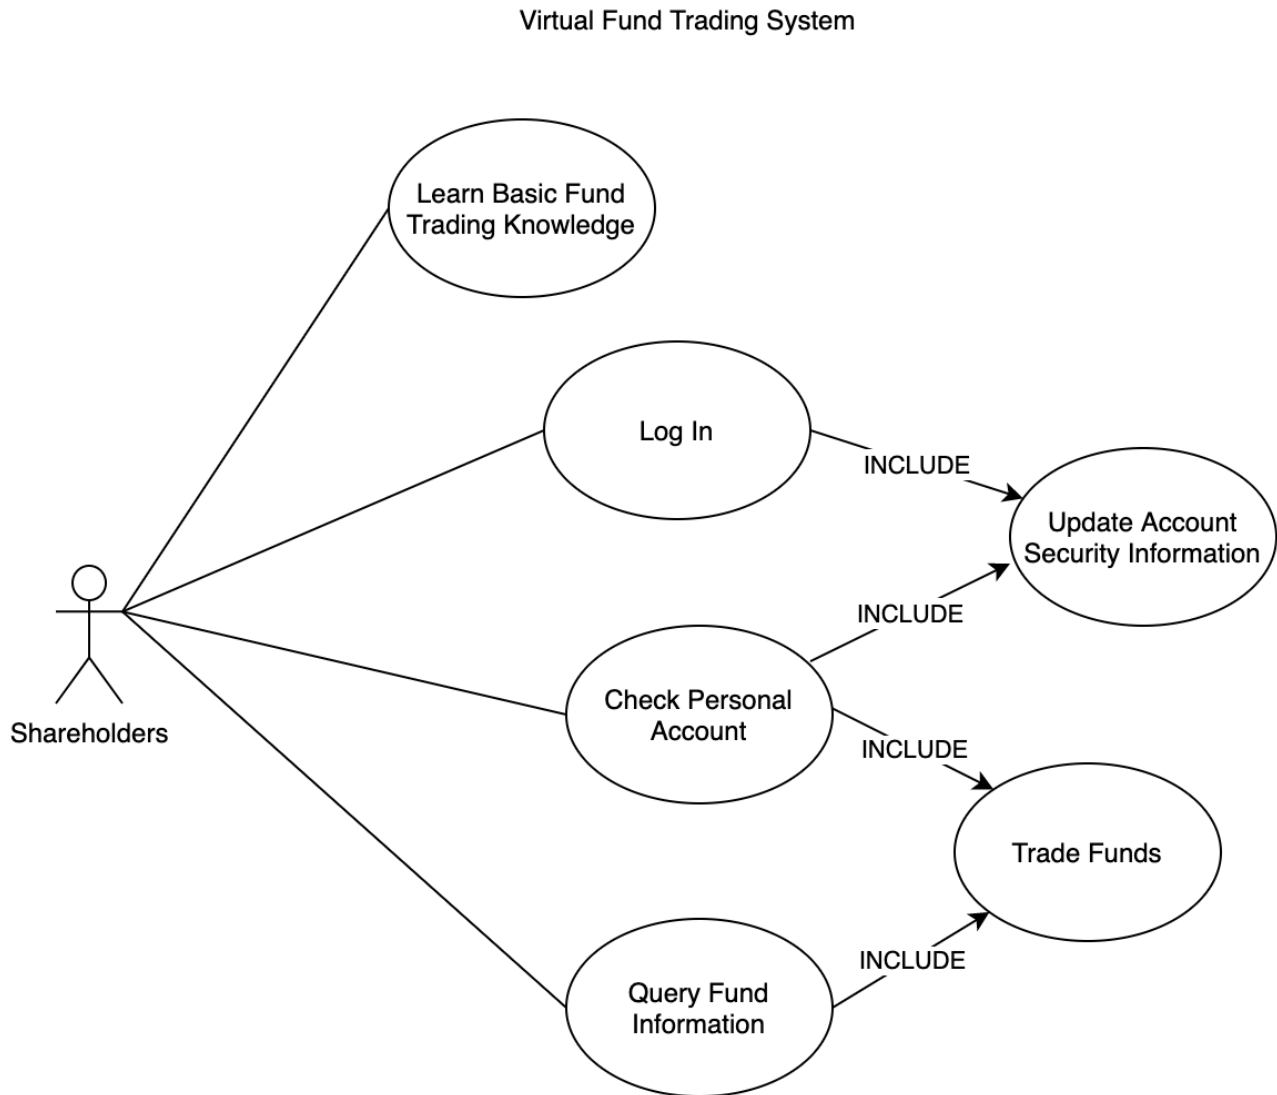 Virtual Fund Trading System
Learn Basic Fund
Trading Knowledge
Log In
INCLUDE
Update Account
Security Information
INCLUDE
Check Personal
Account
Shareholders
INCLUDE
Trade Funds
INCLUDE
Query Fund
Information